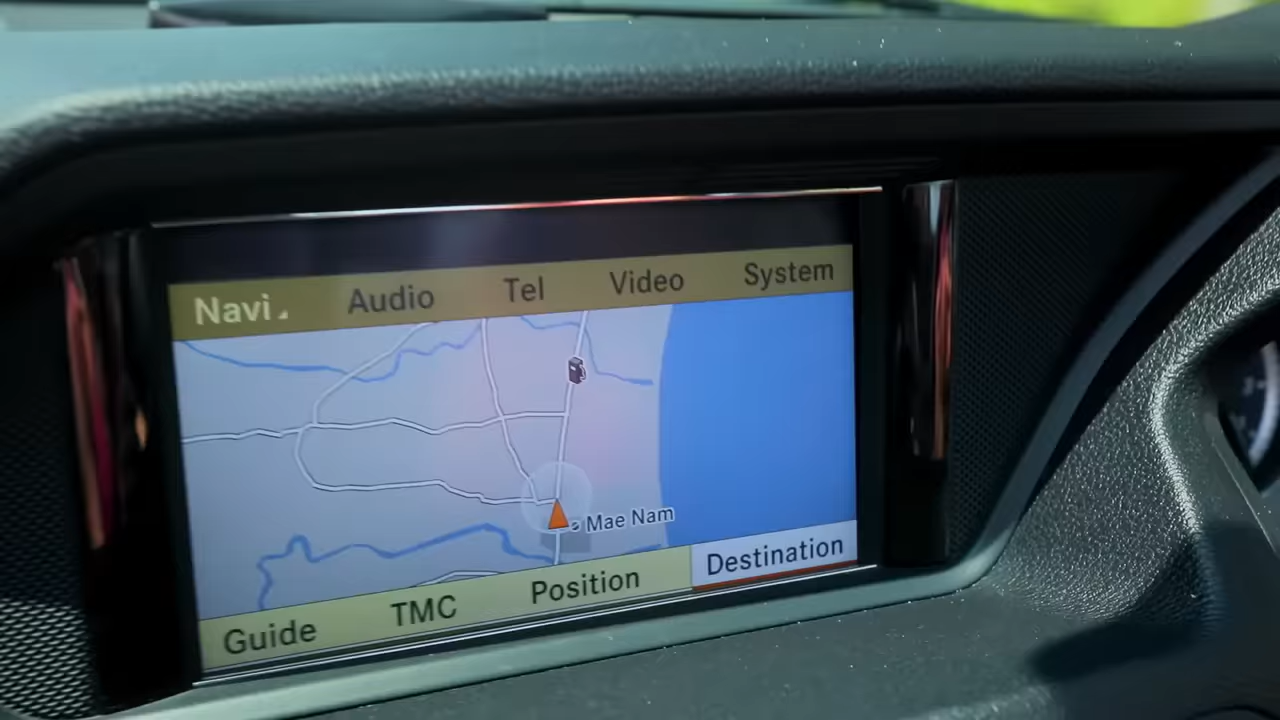 Navi Audio Tel Video System
Mae Nam
Guide TMC Position Destination